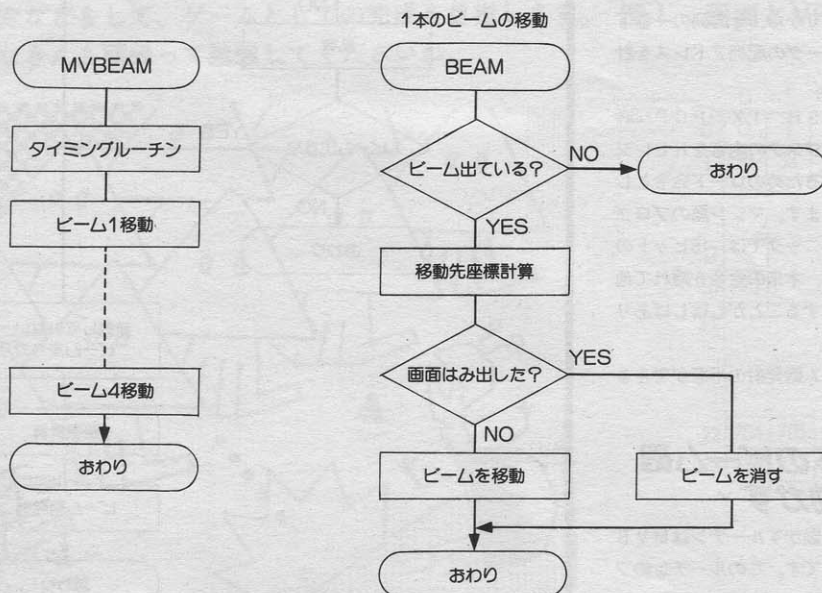 MVBEAM
タイミングルーチン
ビーム1移動
ビーム4移動
おわり
1本のビームの移動
BEAM
ビーム出ている?
NO
おわり
YES
移動先座標計算
画面はみ出した?
YES
NO
ビームを移動
ビームを消す
おわり